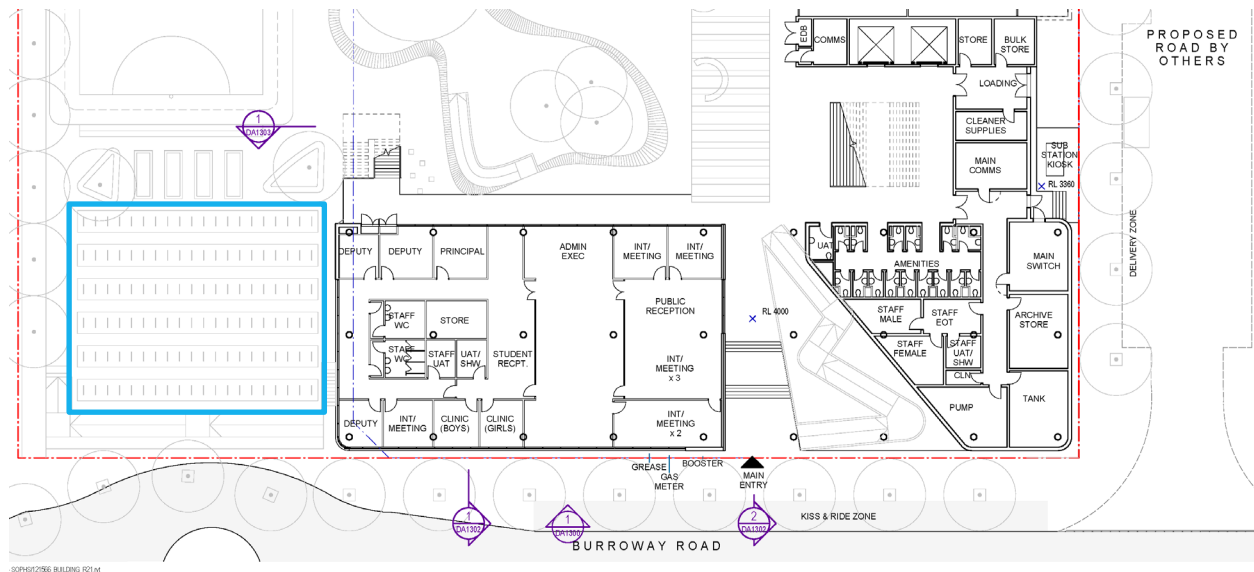 EDB
COMMS
STORE
BULK
STORE
PROPOSED
ROAD BY
OTHERS
LOADING
CLEANER
SUPPLIES
1
DA1303
MAIN
COMMS
SUB
STATION
KIOSK
RL 3360
DELIVERY ZONE
DEPUTY
DEPUTY
PRINCIPAL
ADMIN
EXEC
INT/
MEETING
INT/
MEETING
UAT
AMENITIES
MAIN
SWITCH
PUBLIC
RECEPTION
RL 4000
STAFF
WC
STORE
STAFF
MALE
STAFF
EOT
ARCHIVE
STORE
STAFF
WC
STAFF
UAT
UAT/
SHW
STUDENT
RECPT.
INT/
MEETING
x 3
STAFF
FEMALE
STAFF
UAT/
SHW
CLN
DEPUTY
INT/
MEETING
CLINIC
(BOYS)
CLINIC
(GIRLS)
INT/
MEETING
x 2
PUMP
TANK
GREASE
GAS
METER
BOOSTER
MAIN
ENTRY
1
DA1302
1
DA1300
2
DA1302
KISS & RIDE ZONE
BURROWAY ROAD